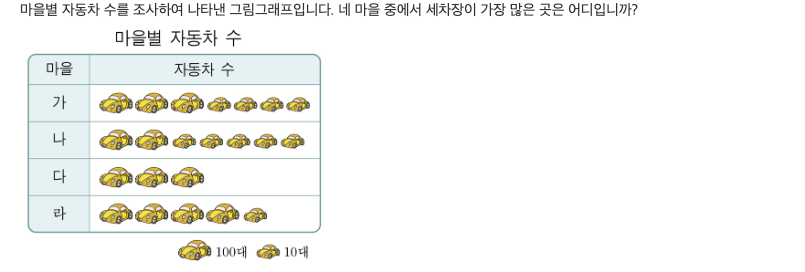 마을별 자동차 수를 조사하여 나타낸 그림그래프입니다. 네 마을 중에서 세차장이 가장 많은 곳은 어디입니까?
마을별 자동차 수
마을 자동차 수
가
나
다
라
100대 10대